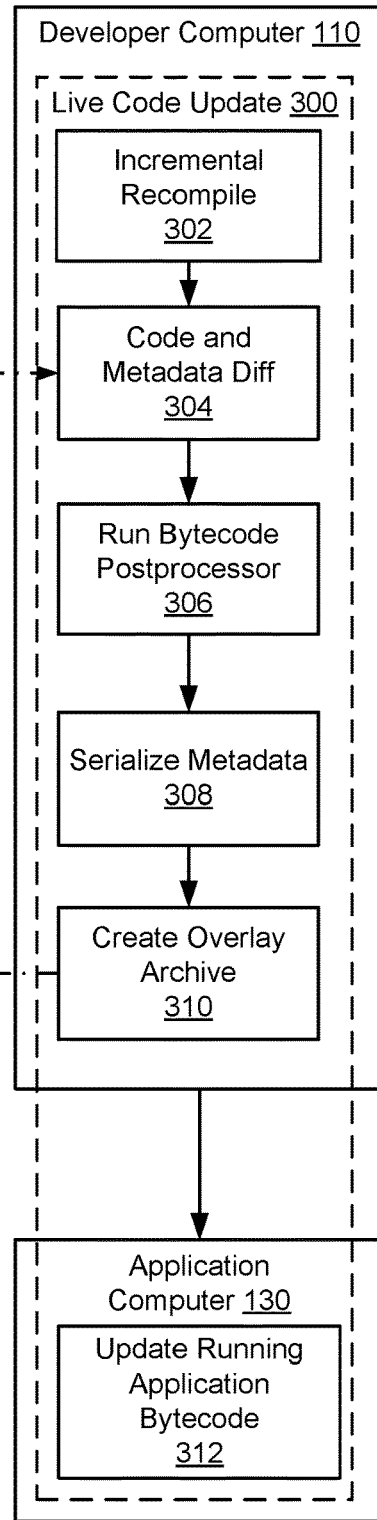 Developer Computer 110
Live Code Update 300
Incremental
Recompile
302
Code and
Metadata Diff
304
Run Bytecode
Postprocessor
306
Serialize Metadata
308
Create Overlay
Archive
310
Application
Computer 130
Update Running
Application
Bytecode
312